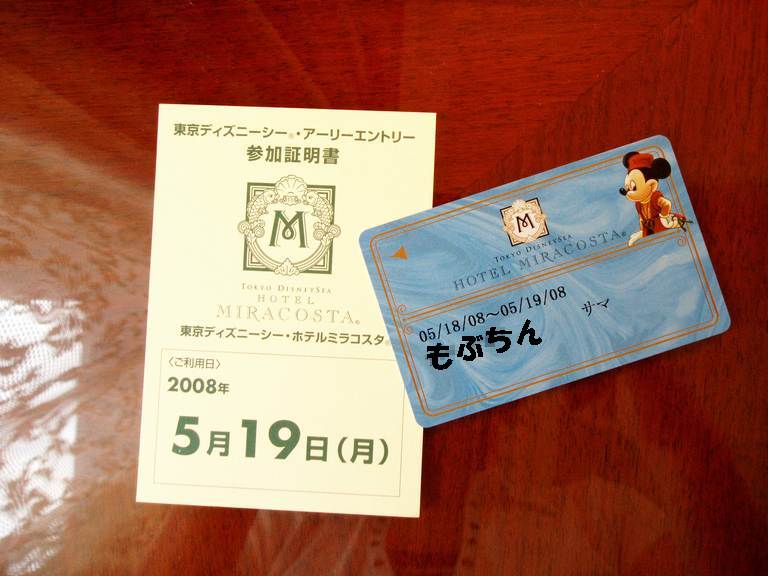 東京ディズニーシー®・アーリーエントリー
参加証明書
M
TOKYO DISNEYSEA
HOTEL
MIRACOSTA®
東京ディズニーシー・ホテルミラコスタ
〈ご利用日〉
2008年
5月19日(月)
M
TOKYO DISNEYSEA
HOTEL MIRACOSTA®
05/18/08～05/19/08
もぶちん サマ